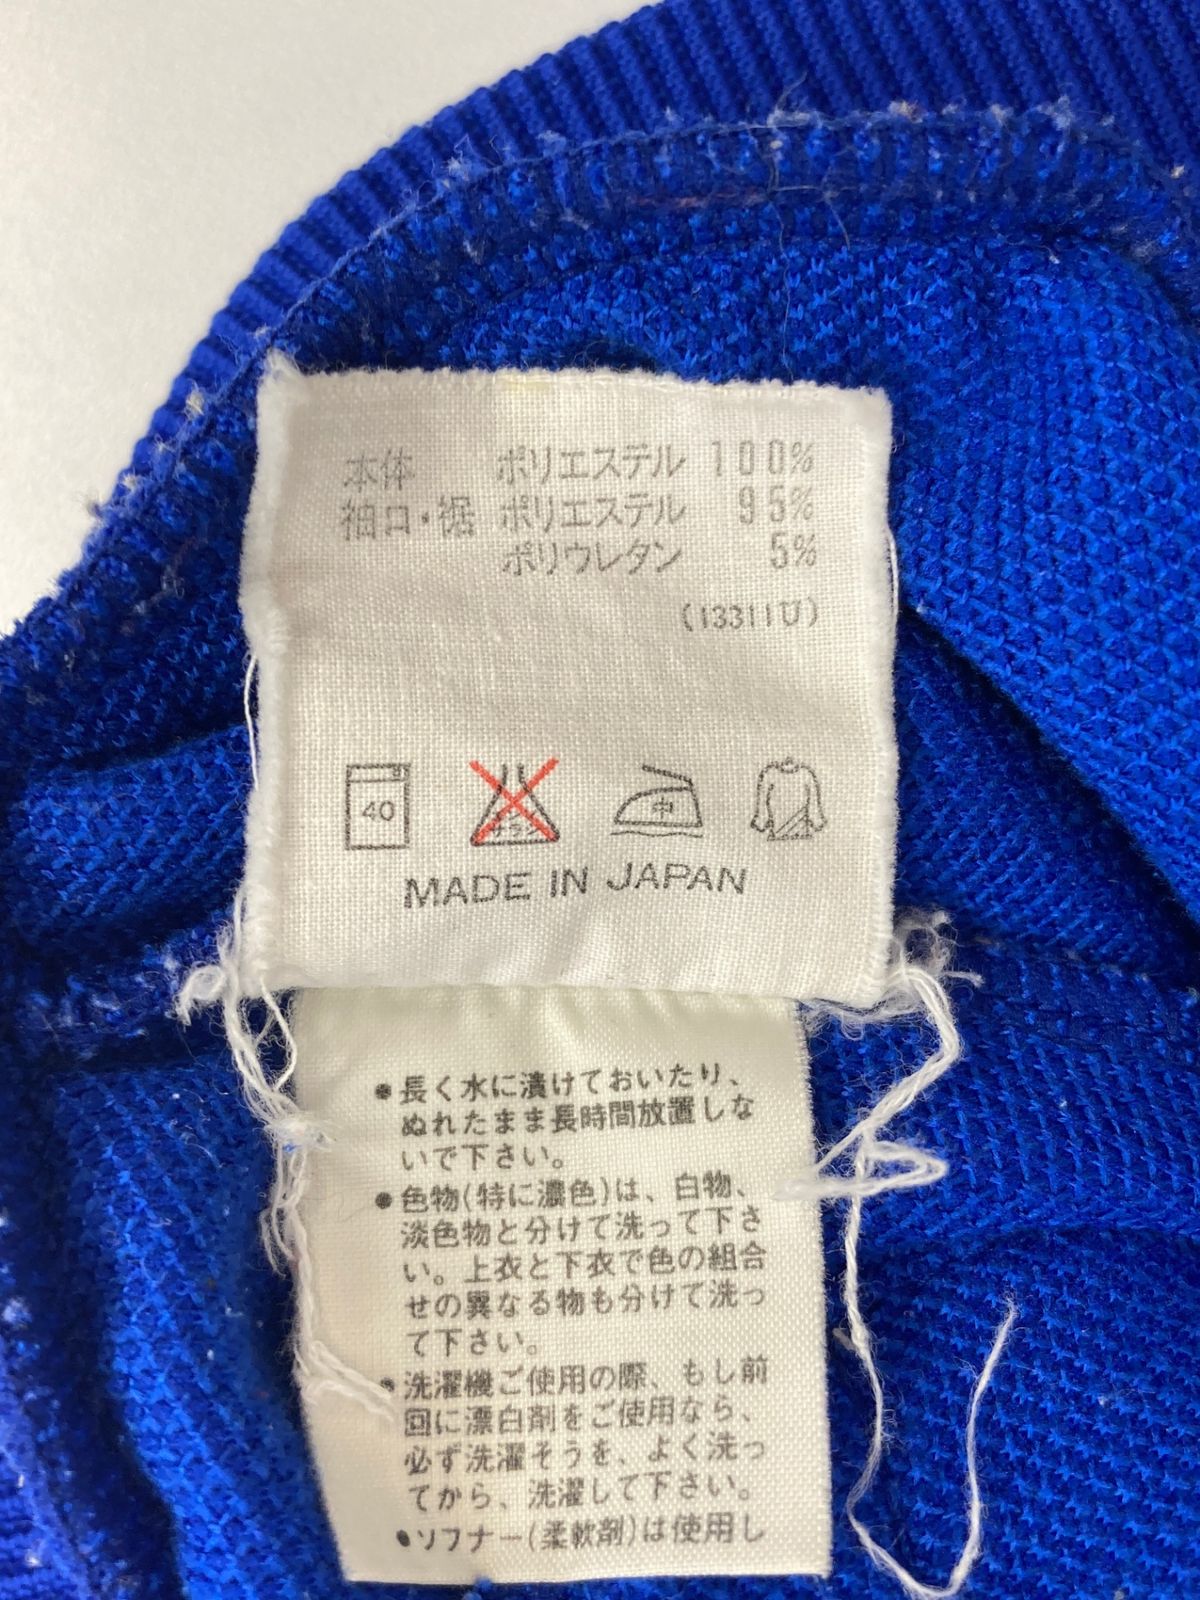 本体 ポリエステル 100%
袖口・裾 ポリエステル 95%
ポリウレタン 5%
(13311U)
40 サラシ 中
MADE IN JAPAN
●長く水に漬けておいたり、
ぬれたまま長時間放置しな
いで下さい。
●色物(特に濃色)は、白物、
淡色物と分けて洗って下さ
い。上衣と下衣で色の組合
せの異なる物も分けて洗っ
て下さい。
●洗濯機ご使用の際、もし前
回に漂白剤をご使用なら、
必ず洗濯そうを、よく洗っ
てから、洗濯して下さい。
●ソフナー(柔軟剤)は使用し